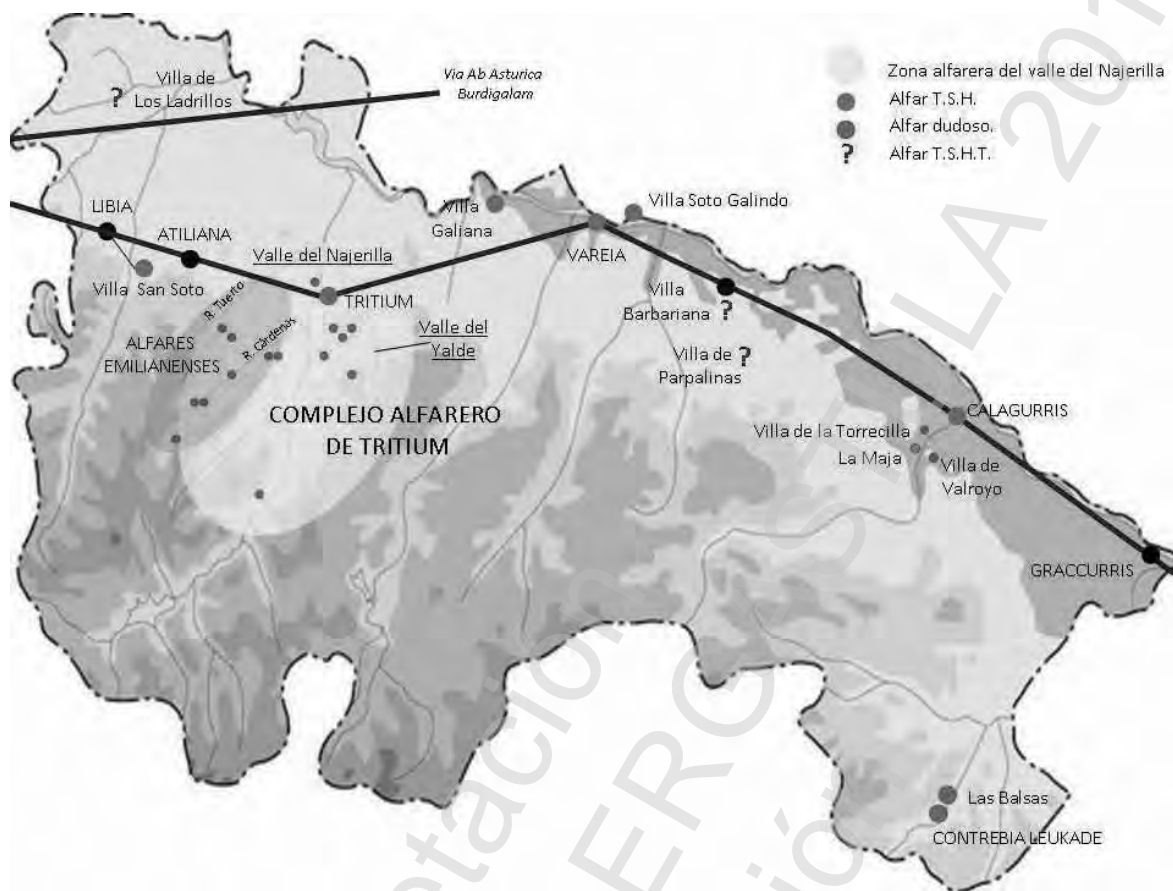 Villa de
Los Ladrillos
?
Via Ab Asturica
Burdigalam
Zona alfarera del valle del Najerilla
Alfar T.S.H.
Alfar dudoso.
? Alfar T.S.H.T.
LIBIA
ATILIANA
Villa San Soto
Valle del Najerilla
TRITIUM
Villa
Galiana
VAREIA
Villa Soto Galindo
R. Tuerto
R. Cárdenas
ALFARES
EMILIANENSES
Valle del
Yalde
Villa
Barbariana ?
Villa de ?
Parpalinas
COMPLEJO ALFARERO
DE TRITIUM
CALAGURRIS
Villa de la Torrecilla
La Maja
Villa de
Valroyo
GRACCURRIS
Las Balsas
CONTREBIA LEUKADE